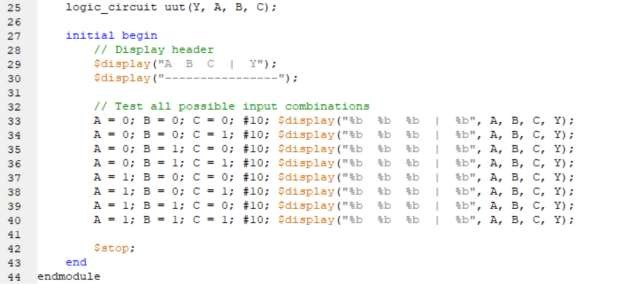 25 logic_circuit uut(Y, A, B, C);
26
27 initial begin
28 // Display header
29 $display("A  B  C  |  Y");
30 $display("-----------------");
31
32 // Test all possible input combinations
33 A = 0; B = 0; C = 0; #10; $display("%b  %b  %b  |  %b", A, B, C, Y);
34 A = 0; B = 0; C = 1; #10; $display("%b  %b  %b  |  %b", A, B, C, Y);
35 A = 0; B = 1; C = 0; #10; $display("%b  %b  %b  |  %b", A, B, C, Y);
36 A = 0; B = 1; C = 1; #10; $display("%b  %b  %b  |  %b", A, B, C, Y);
37 A = 1; B = 0; C = 0; #10; $display("%b  %b  %b  |  %b", A, B, C, Y);
38 A = 1; B = 0; C = 1; #10; $display("%b  %b  %b  |  %b", A, B, C, Y);
39 A = 1; B = 1; C = 0; #10; $display("%b  %b  %b  |  %b", A, B, C, Y);
40 A = 1; B = 1; C = 1; #10; $display("%b  %b  %b  |  %b", A, B, C, Y);
41
42 $stop;
43 end
44 endmodule